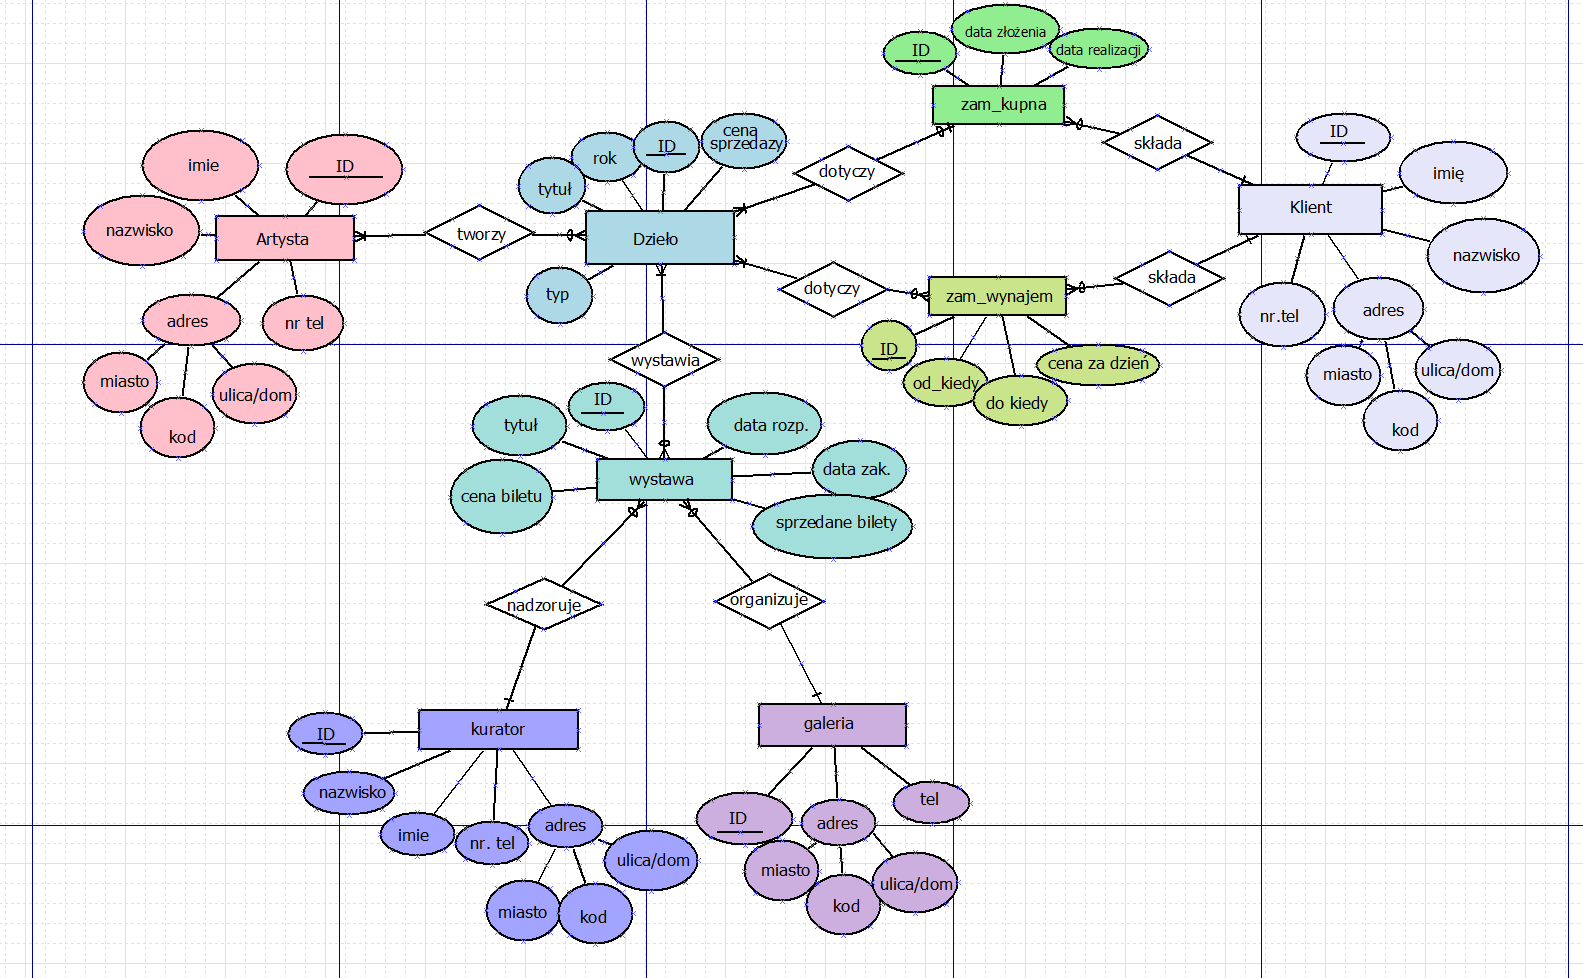 ID
data złożenia
data realizacji
zam_kupna
składa
ID
imię
Klient
nazwisko
nr.tel
adres
miasto
ulica/dom
kod
imie
ID
nazwisko
Artysta
adres
nr tel
miasto
ulica/dom
kod
tworzy
tytuł
rok
ID
cena
sprzedazy
Dzieło
typ
dotyczy
dotyczy
zam_wynajem
składa
ID
od_kiedy
do kiedy
cena za dzień
wystawia
tytuł
ID
data rozp.
cena biletu
wystawa
data zak.
sprzedane bilety
nadzoruje
organizuje
ID
kurator
nazwisko
imie
nr. tel
adres
ulica/dom
miasto
kod
galeria
ID
adres
tel
miasto
kod
ulica/dom